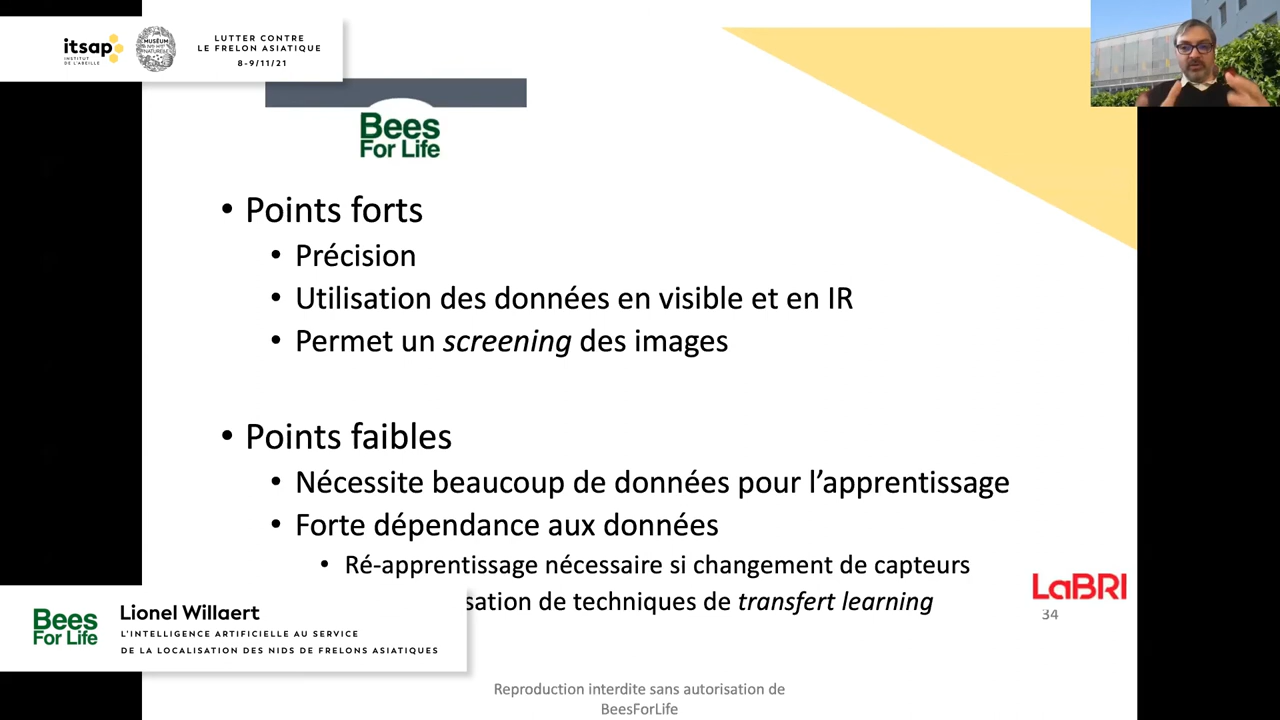 itsap
INSTITUT
DE L'ABEILLE
LUTTER CONTRE
LE FRELON ASIATIQUE
8-9/11/21
Bees
For Life
• Points forts
• Précision
• Utilisation des données en visible et en IR
• Permet un screening des images
• Points faibles
• Nécessite beaucoup de données pour l'apprentissage
• Forte dépendance aux données
• Ré-apprentissage nécessaire si changement de capteurs
sation de techniques de transfert learning
LaBRI
34
Bees
For Life
Lionel Willaert
L'INTELLIGENCE ARTIFICIELLE AU SERVICE
DE LA LOCALISATION DES NIDS DE FRELONS ASIATIQUES
Reproduction interdite sans autorisation de
BeesForLife